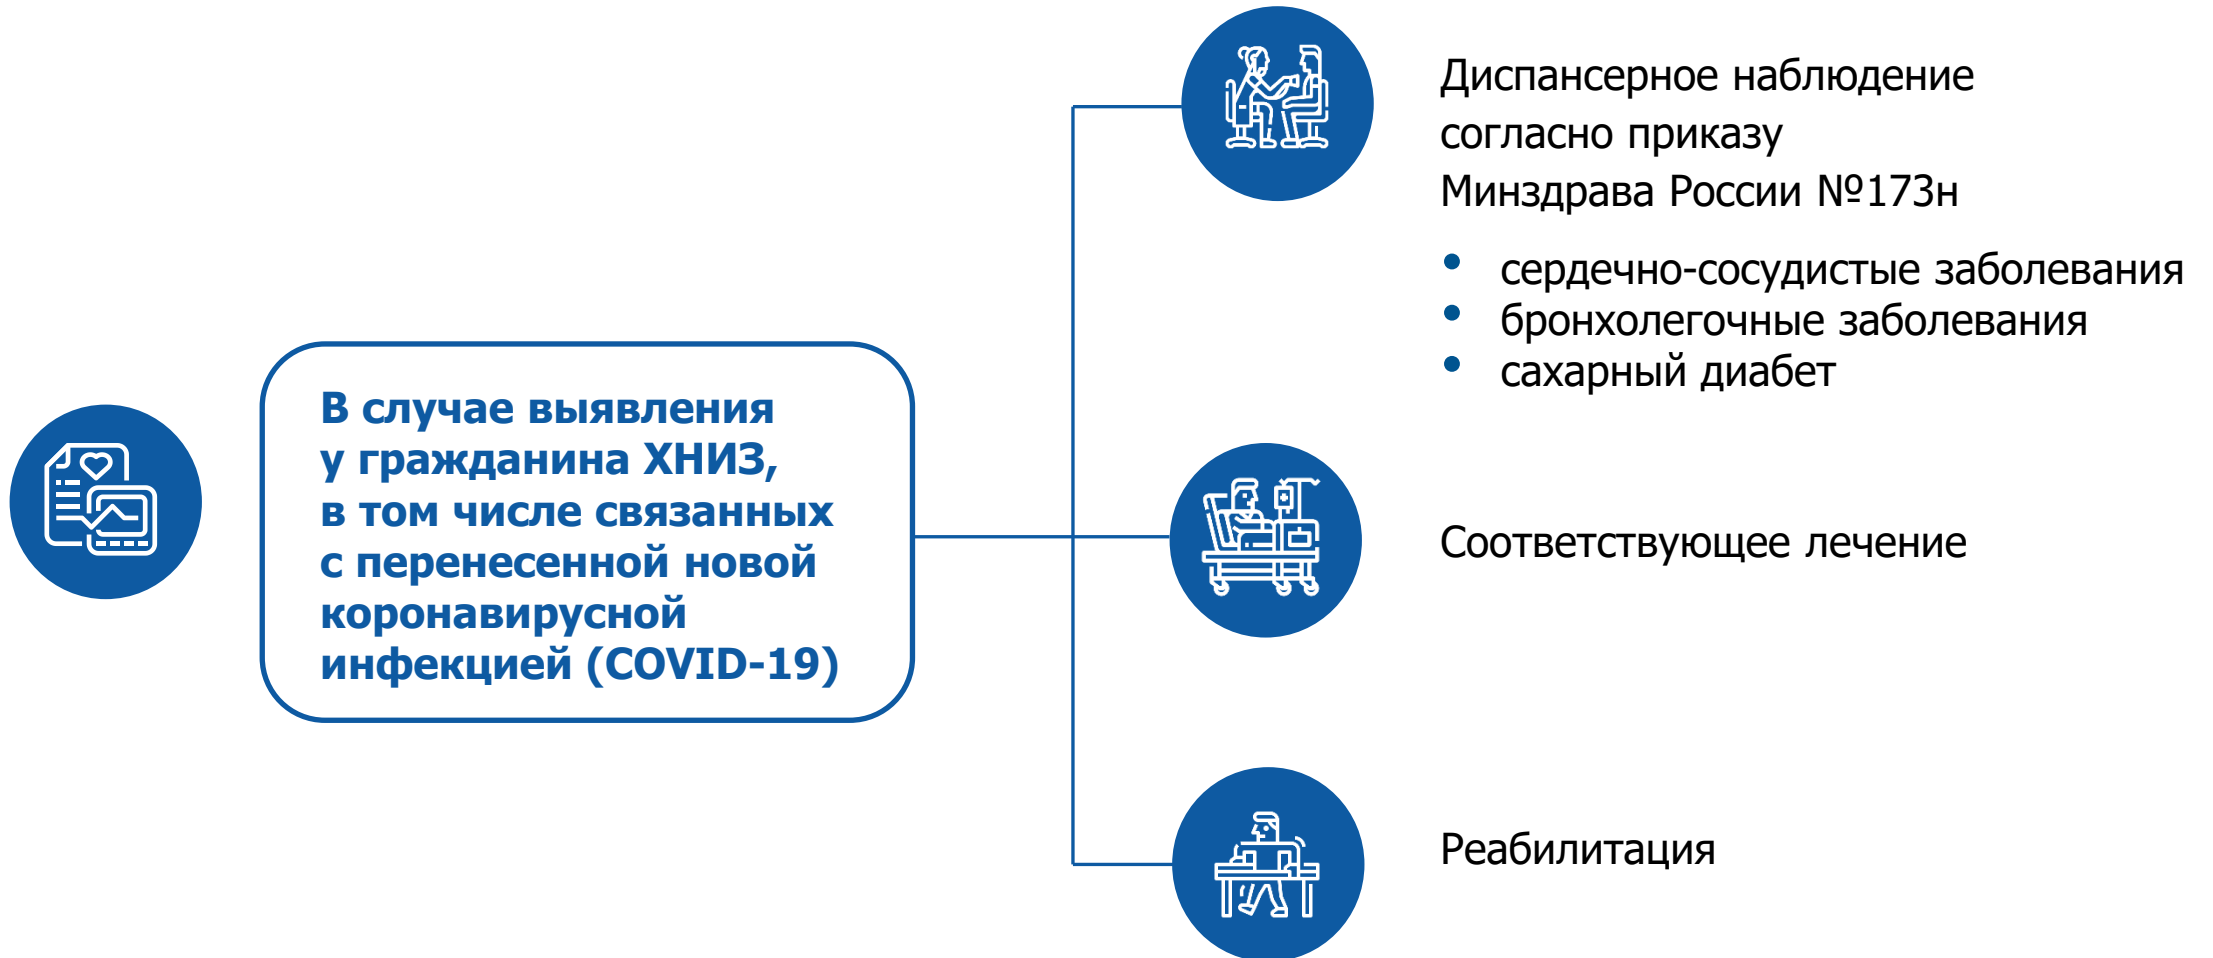 В случае выявления
у гражданина ХНИЗ,
в том числе связанных
с перенесенной новой
коронавирусной
инфекцией (COVID-19)
Диспансерное наблюдение
согласно приказу
Минздрава России №173н
• сердечно-сосудистые заболевания
• бронхолегочные заболевания
• сахарный диабет
Соответствующее лечение
Реабилитация